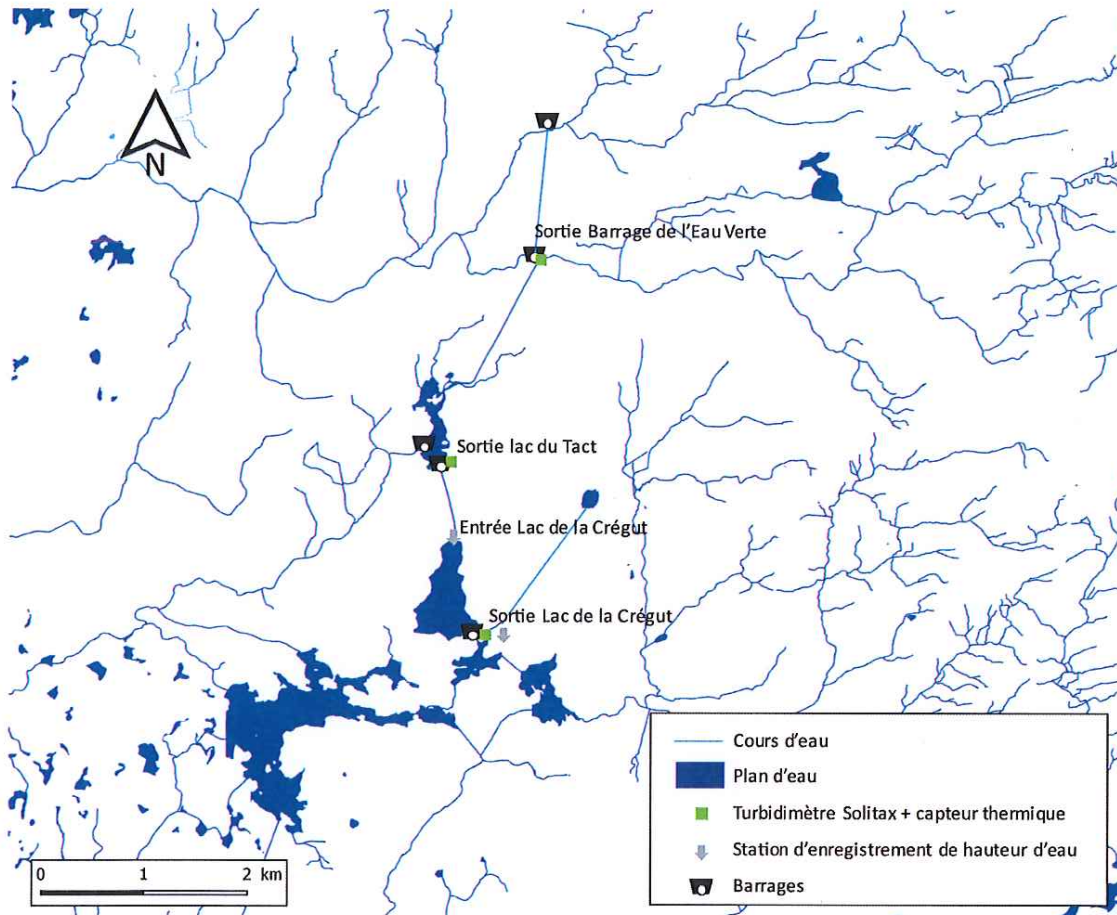 N
Sortie Barrage de l'Eau Verte
Sortie lac du Tact
Entrée Lac de la Crégut
Sortie Lac de la Crégut
Cours d'eau
Plan d'eau
Turbidimètre Solitax + capteur thermique
Station d'enregistrement de hauteur d'eau
Barrages
0 1 2 km